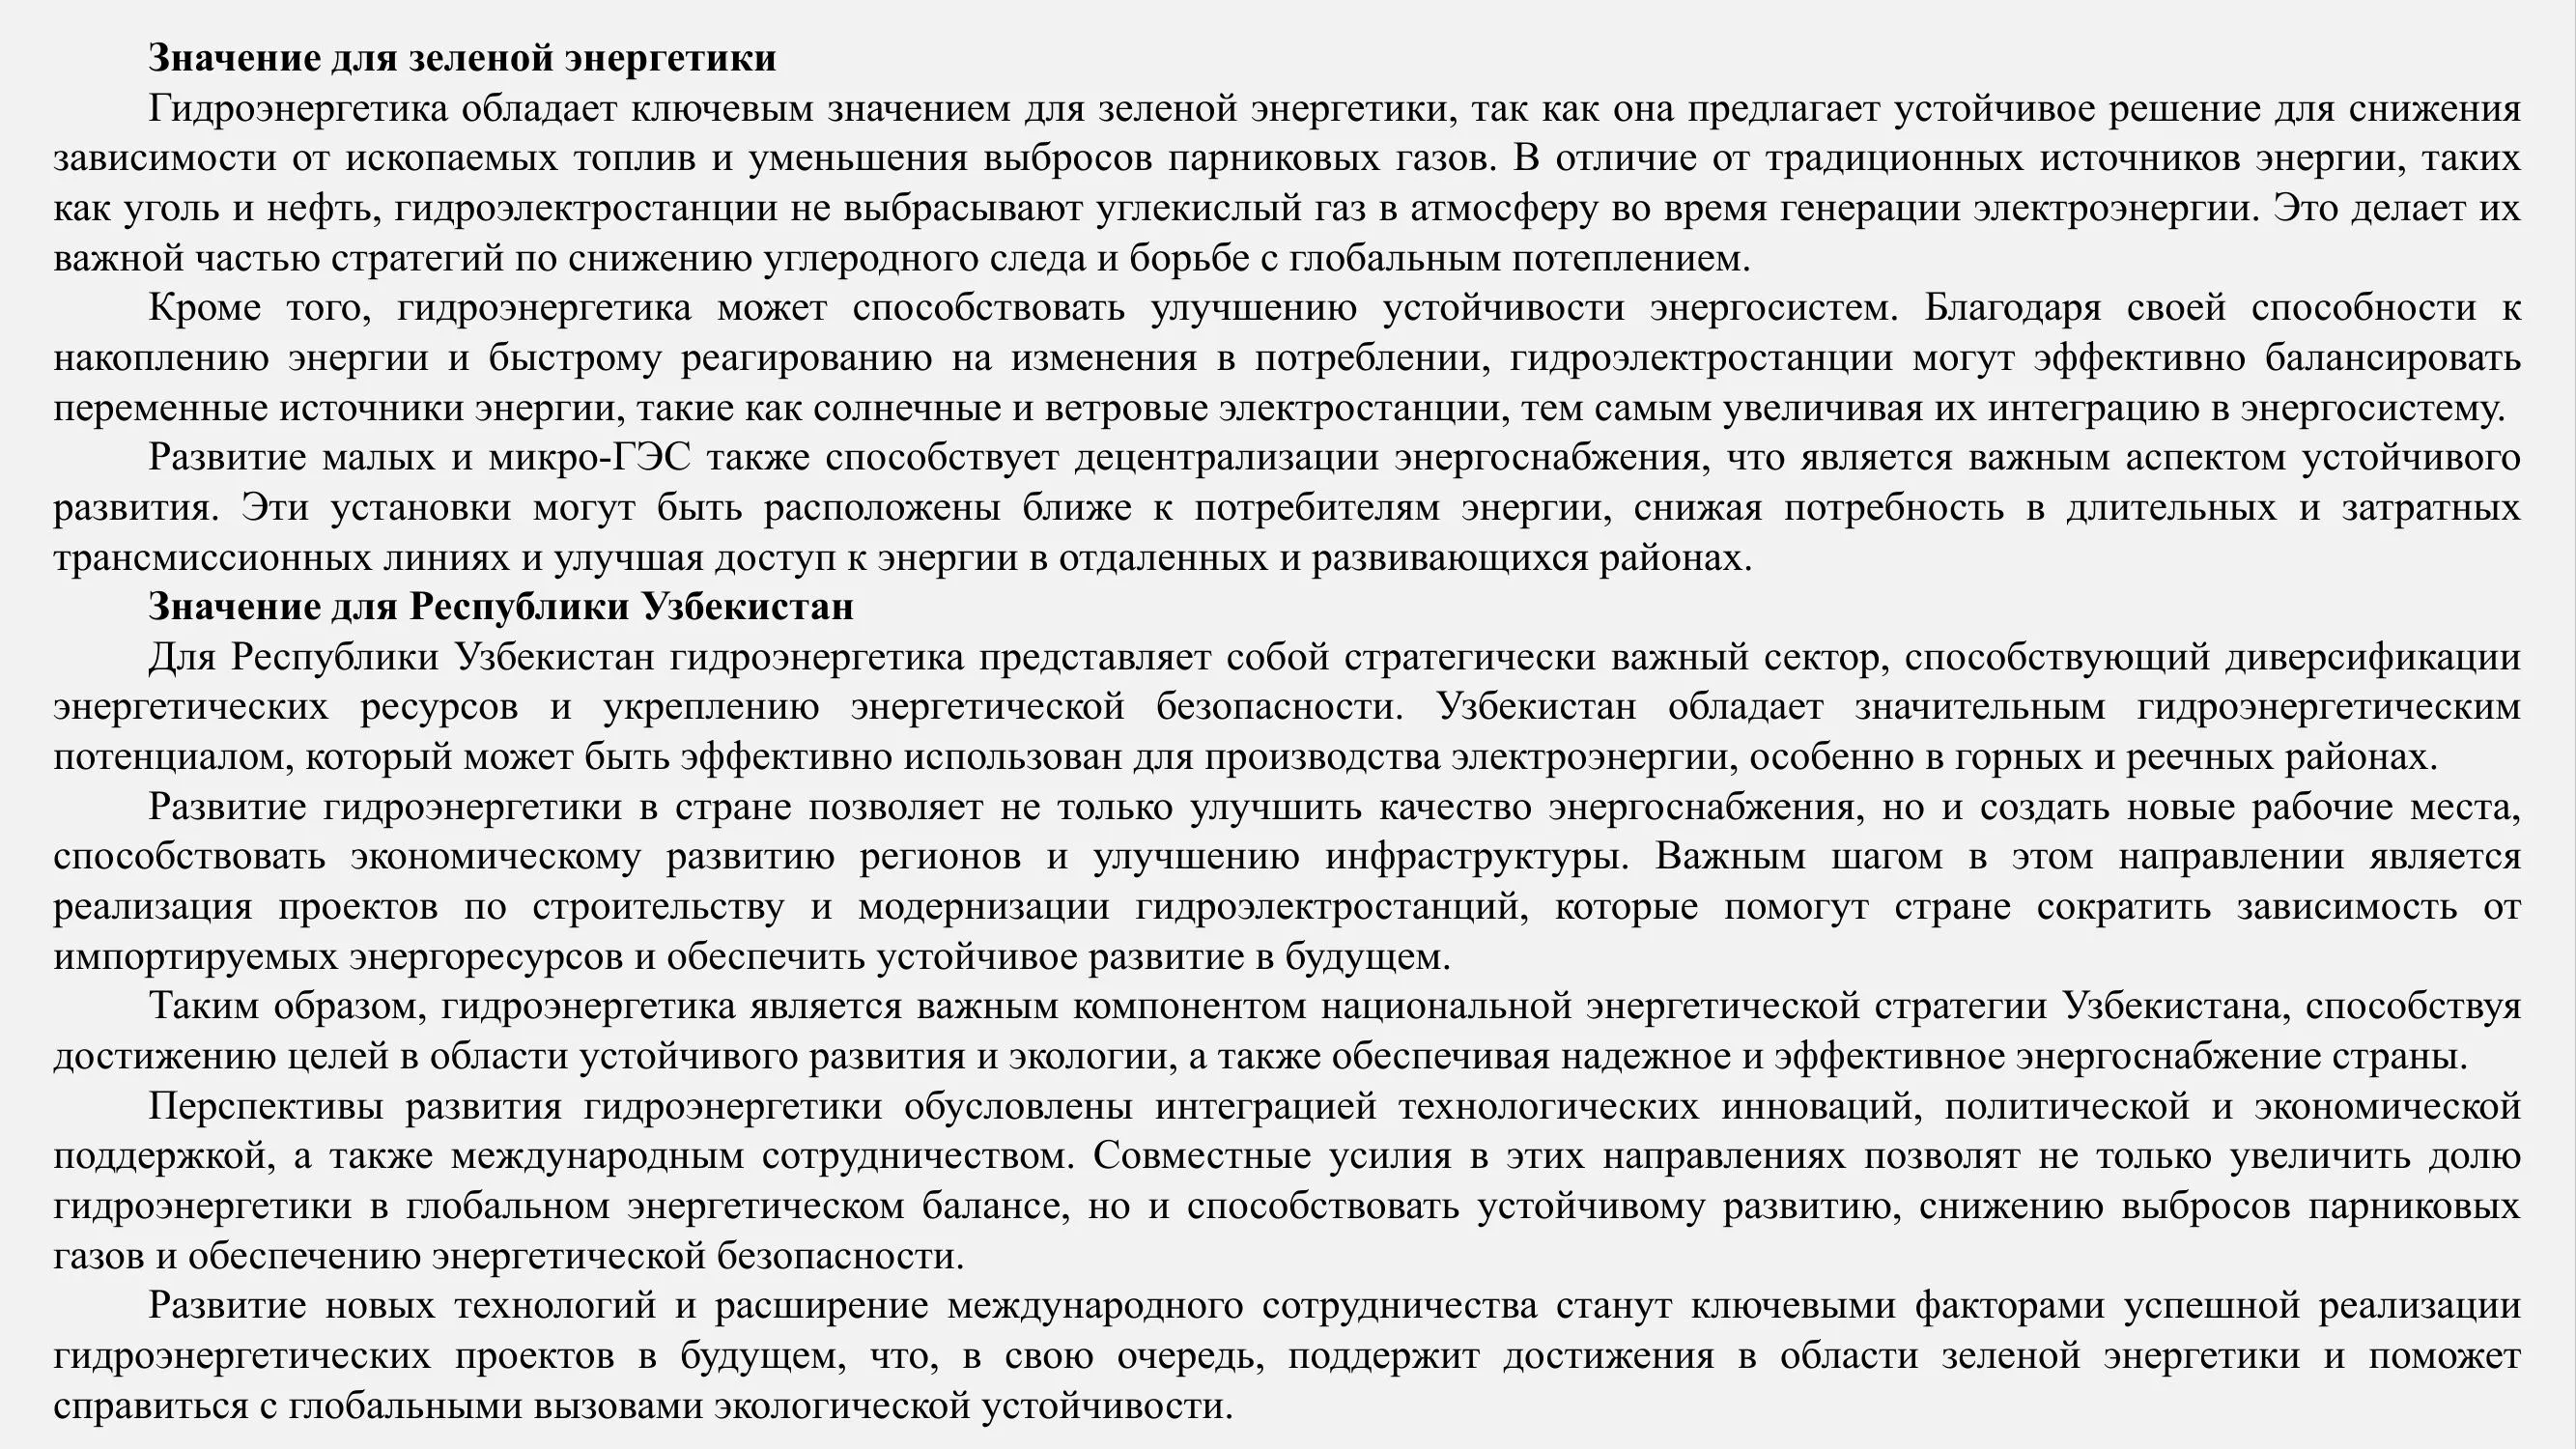 Значение для зеленой энергетики
Гидроэнергетика обладает ключевым значением для зеленой энергетики, так как она предлагает устойчивое решение для снижения
зависимости от ископаемых топлив и уменьшения выбросов парниковых газов. В отличие от традиционных источников энергии, таких
как уголь и нефть, гидроэлектростанции не выбрасывают углекислый газ в атмосферу во время генерации электроэнергии. Это делает их
важной частью стратегий по снижению углеродного следа и борьбе с глобальным потеплением.
Кроме того, гидроэнергетика может способствовать улучшению устойчивости энергосистем. Благодаря своей способности к
накоплению энергии и быстрому реагированию на изменения в потреблении, гидроэлектростанции могут эффективно балансировать
переменные источники энергии, такие как солнечные и ветровые электростанции, тем самым увеличивая их интеграцию в энергосистему.
Развитие малых и микро-ГЭС также способствует децентрализации энергоснабжения, что является важным аспектом устойчивого
развития. Эти установки могут быть расположены ближе к потребителям энергии, снижая потребность в длительных и затратных
трансмиссионных линиях и улучшая доступ к энергии в отдаленных и развивающихся районах.
Значение для Республики Узбекистан
Для Республики Узбекистан гидроэнергетика представляет собой стратегически важный сектор, способствующий диверсификации
энергетических ресурсов и укреплению энергетической безопасности. Узбекистан обладает значительным гидроэнергетическим
потенциалом, который может быть эффективно использован для производства электроэнергии, особенно в горных и реечных районах.
Развитие гидроэнергетики в стране позволяет не только улучшить качество энергоснабжения, но и создать новые рабочие места,
способствовать экономическому развитию регионов и улучшению инфраструктуры. Важным шагом в этом направлении является
реализация проектов по строительству и модернизации гидроэлектростанций, которые помогут стране сократить зависимость от
импортируемых энергоресурсов и обеспечить устойчивое развитие в будущем.
Таким образом, гидроэнергетика является важным компонентом национальной энергетической стратегии Узбекистана, способствуя
достижению целей в области устойчивого развития и экологии, а также обеспечивая надежное и эффективное энергоснабжение страны.
Перспективы развития гидроэнергетики обусловлены интеграцией технологических инноваций, политической и экономической
поддержкой, а также международным сотрудничеством. Совместные усилия в этих направлениях позволят не только увеличить долю
гидроэнергетики в глобальном энергетическом балансе, но и способствовать устойчивому развитию, снижению выбросов парниковых
газов и обеспечению энергетической безопасности.
Развитие новых технологий и расширение международного сотрудничества станут ключевыми факторами успешной реализации
гидроэнергетических проектов в будущем, что, в свою очередь, поддержит достижения в области зеленой энергетики и поможет
справиться с глобальными вызовами экологической устойчивости.